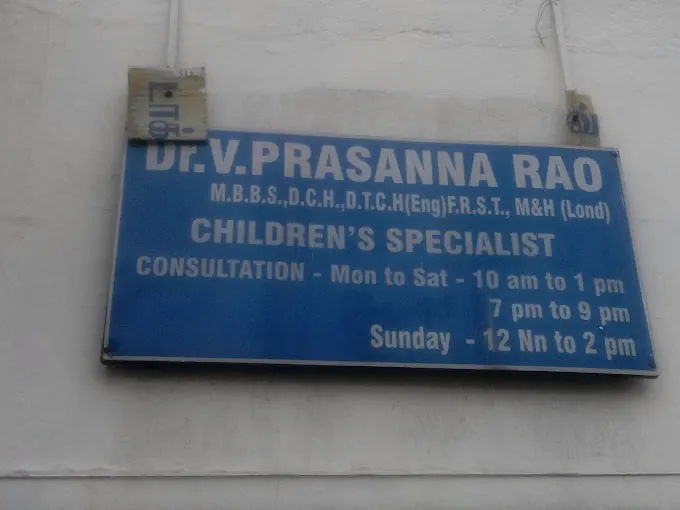 Dr.V.PRASANNA RAO
M.B.B.S.,D.C.H.,D.T.C.H(Eng)F.R.S.T., M&H (Lond)
CHILDREN'S SPECIALIST
CONSULTATION - Mon to Sat - 10 am to 1 pm
7 pm to 9 pm
Sunday - 12 Nn to 2 pm